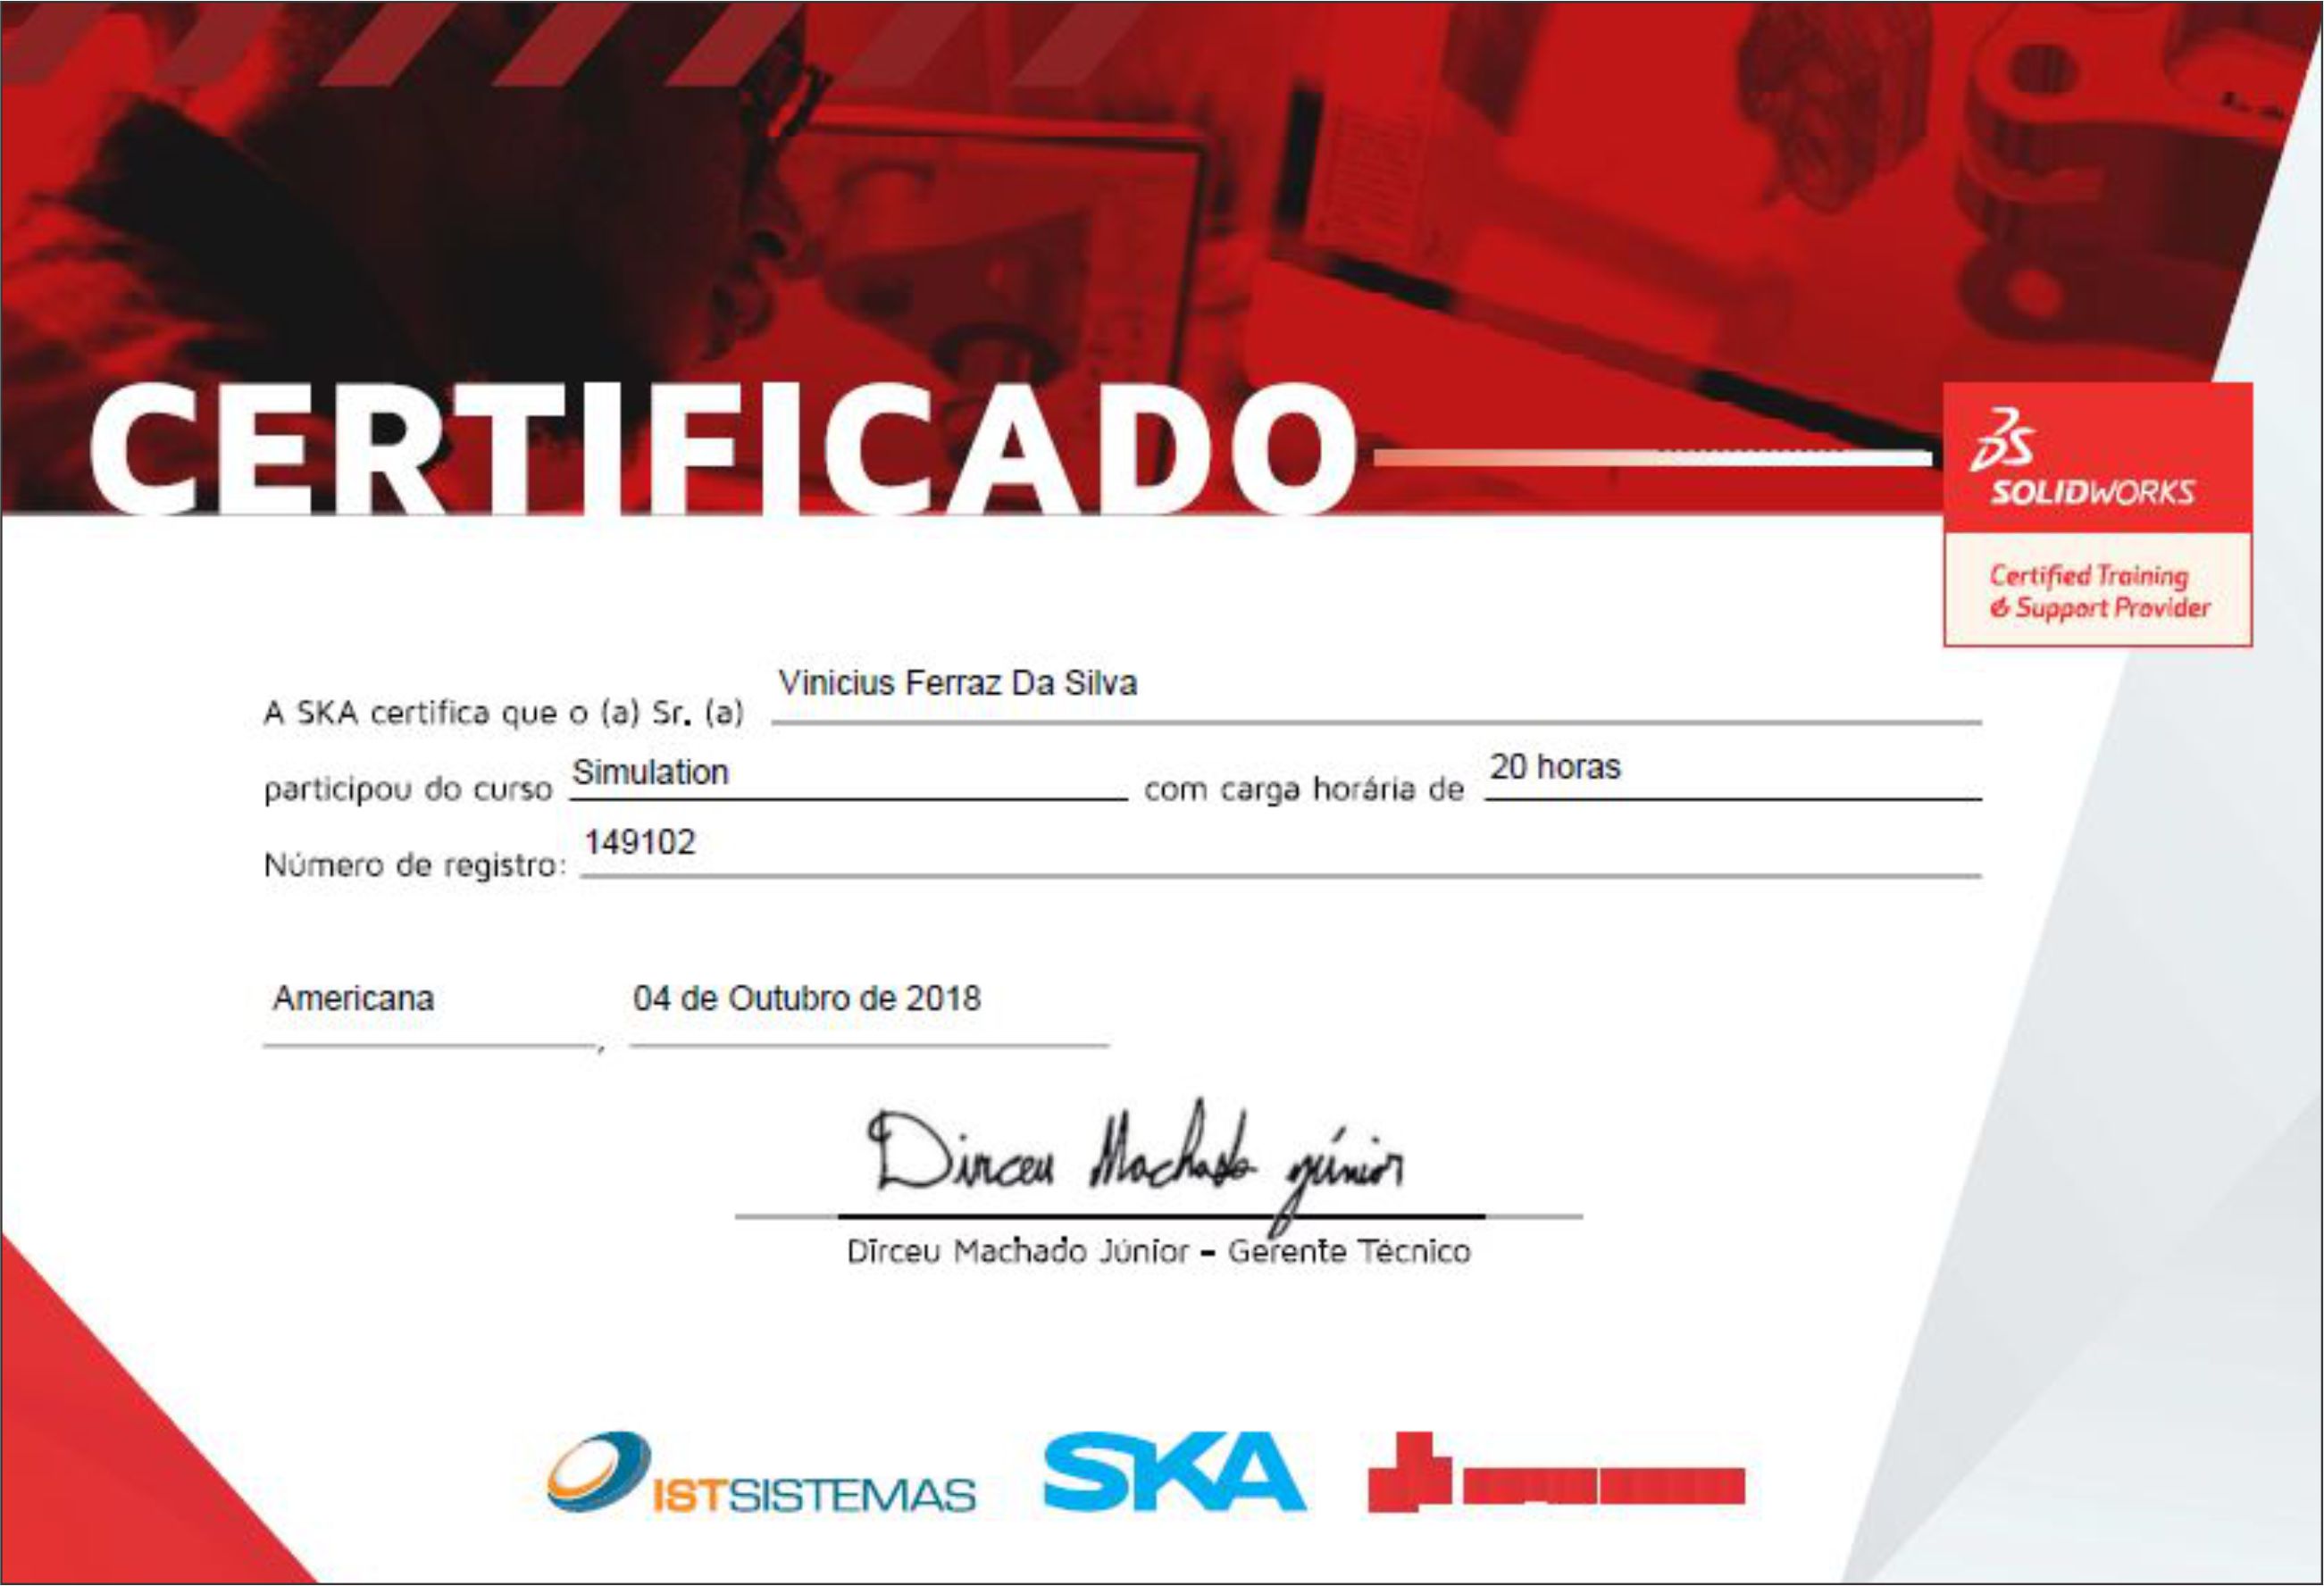 CERTIFICADO
SOLIDWORKS
Certified Training
& Support Provider
A SKA certifica que o (a) Sr. (a) Vinicius Ferraz Da Silva
participou do curso Simulation com carga horária de 20 horas
Número de registro: 149102
Americana, 04 de Outubro de 2018
Dirceu Machado Júnior
Dirceu Machado Júnior - Gerente Técnico
ISTSISTEMAS SKA